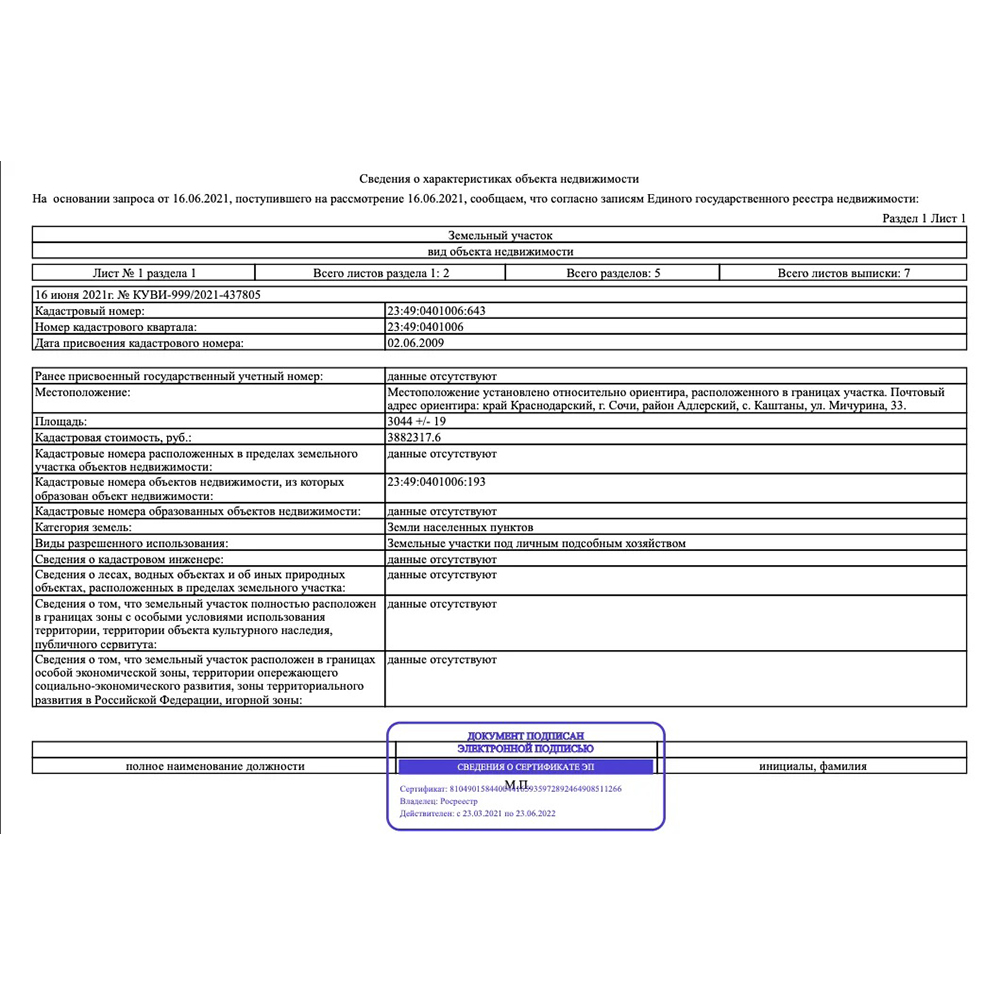 Сведения о характеристиках объекта недвижимости
На основании запроса от 16.06.2021, поступившего на рассмотрение 16.06.2021, сообщаем, что согласно записям Единого государственного реестра недвижимости:
Раздел 1 Лист 1
Земельный участок
вид объекта недвижимости
Лист № 1 раздела 1 Всего листов раздела 1: 2 Всего разделов: 5 Всего листов выписки: 7
16 июня 2021г. № КУВИ-999/2021-437805
Кадастровый номер: 23:49:0401006:643
Номер кадастрового квартала: 23:49:0401006
Дата присвоения кадастрового номера: 02.06.2009
Ранее присвоенный государственный учетный номер: данные отсутствуют
Местоположение: Местоположение установлено относительно ориентира, расположенного в границах участка. Почтовый
адрес ориентира: край Краснодарский, г. Сочи, район Адлерский, с. Каштаны, ул. Мичурина, 33.
Площадь: 3044 +/- 19
Кадастровая стоимость, руб.: 3882317.6
Кадастровые номера расположенных в пределах земельного данные отсутствуют
участка объектов недвижимости:
Кадастровые номера объектов недвижимости, из которых 23:49:0401006:193
образован объект недвижимости:
Кадастровые номера образованных объектов недвижимости: данные отсутствуют
Категория земель: Земли населенных пунктов
Виды разрешенного использования: Земельные участки под личным подсобным хозяйством
Сведения о кадастровом инженере: данные отсутствуют
Сведения о лесах, водных объектах и об иных природных данные отсутствуют
объектах, расположенных в пределах земельного участка:
Сведения о том, что земельный участок полностью расположен данные отсутствуют
в границах зоны с особыми условиями использования
территории, территории объекта культурного наследия,
публичного сервитута:
Сведения о том, что земельный участок расположен в границах данные отсутствуют
особой экономической зоны, территории опережающего
социально-экономического развития, зоны территориального
развития в Российской Федерации, игорной зоны:
ДОКУМЕНТ ПОДПИСАН
ЭЛЕКТРОННОЙ ПОДПИСЬЮ
полное наименование должности СВЕДЕНИЯ О СЕРТИФИКАТЕ ЭП инициалы, фамилия
М.П.
Сертификат:
Владелец: Росреестр
Действителен: с 23.03.2021 по 23.06.2022